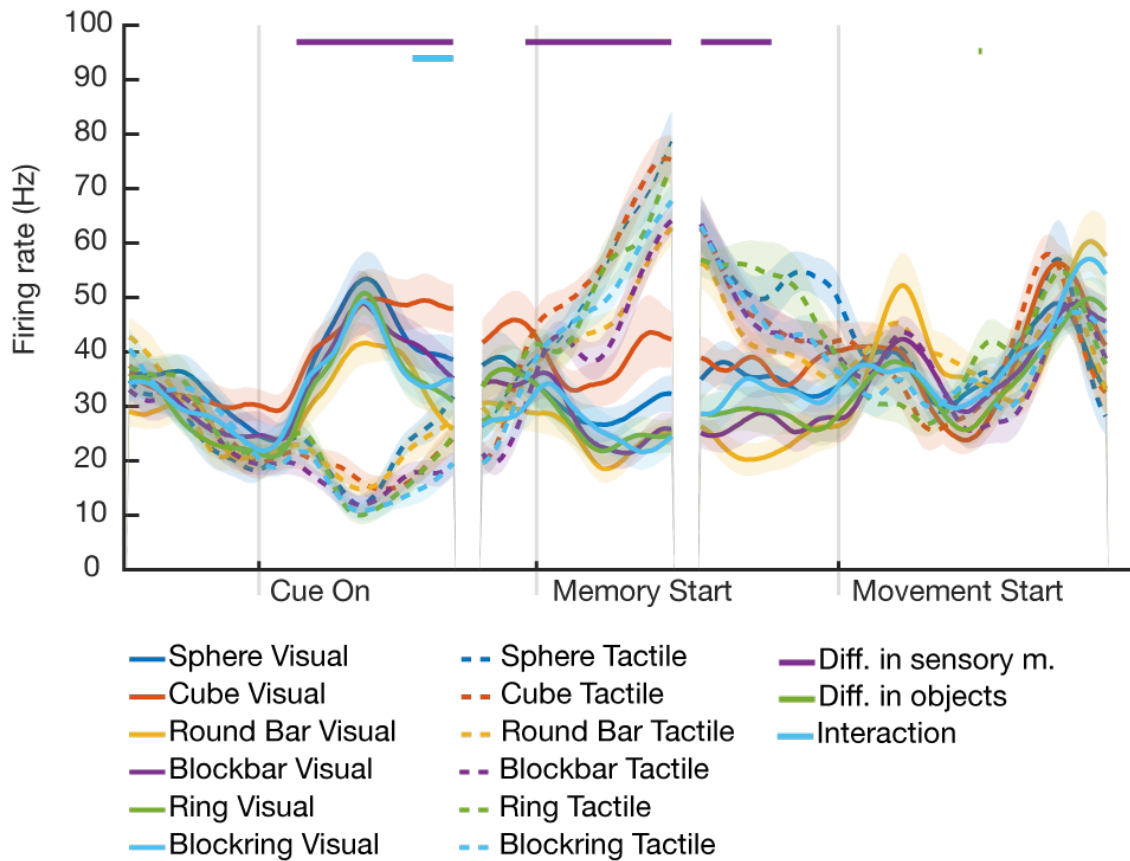 100
90
80
70
60
50
40
30
20
10
0
Firing rate (Hz)
Cue On
Memory Start
Movement Start
Sphere Visual
Cube Visual
Round Bar Visual
Blockbar Visual
Ring Visual
Blockring Visual
Sphere Tactile
Cube Tactile
Round Bar Tactile
Blockbar Tactile
Ring Tactile
Blockring Tactile
Diff. in sensory m.
Diff. in objects
Interaction